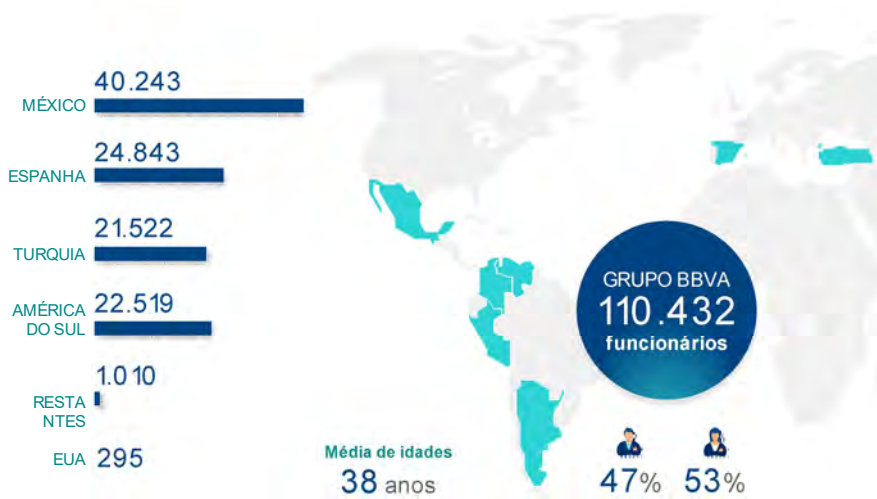 40.243
MÉXICO
24.843
ESPANHA
21.522
TURQUIA
22.519
AMÉRICA
DO SUL
1.010
RESTA
NTES
EUA 295
GRUPO BBVA
110.432
funcionários
Média de idades
38 anos
47% 53%